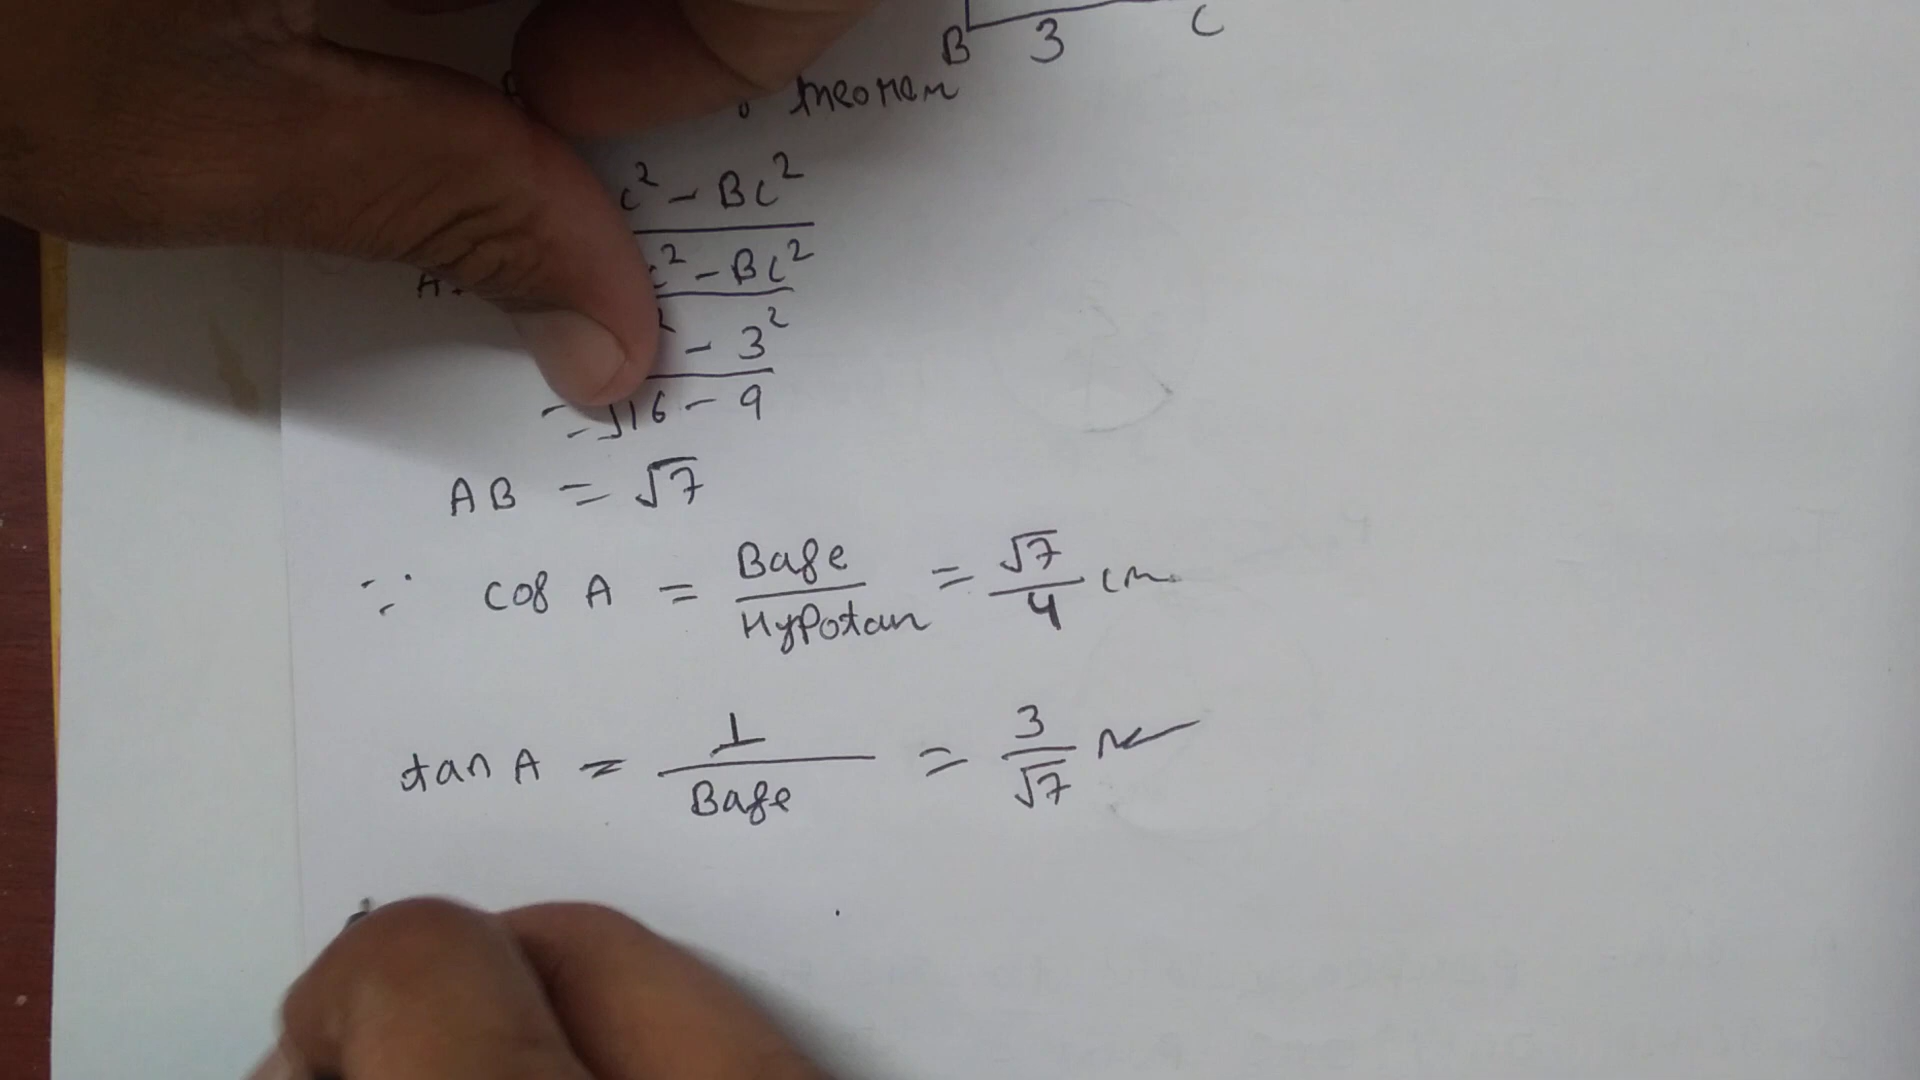 B 3 C
theorem
c² - BC²
c² - BC²
² - 3²
= √16 - 9
AB = √7
∵ cos A = Base/Hypotan = √7/4 cm
tan A = ⊥/Base = 3/√7